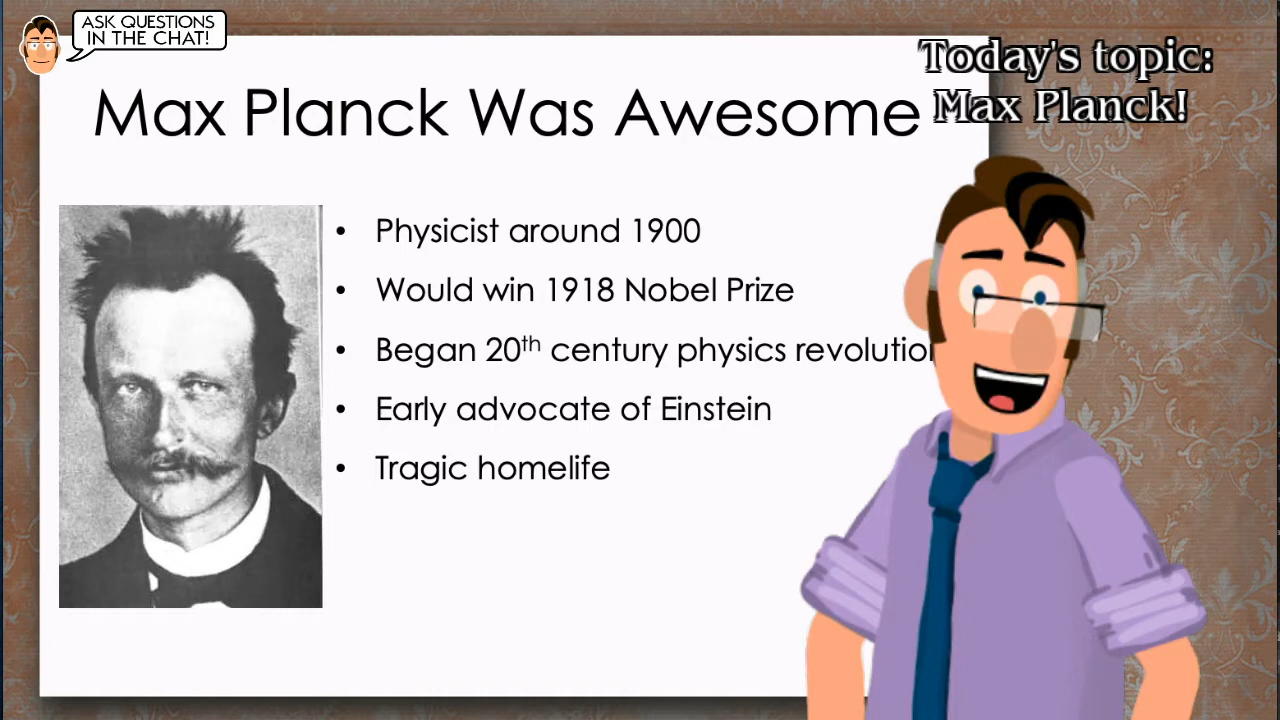 ASK QUESTIONS
IN THE CHAT!
Today's topic:
Max Planck!
Max Planck Was Awesome
• Physicist around 1900
• Would win 1918 Nobel Prize
• Began 20th century physics revolution
• Early advocate of Einstein
• Tragic homelife